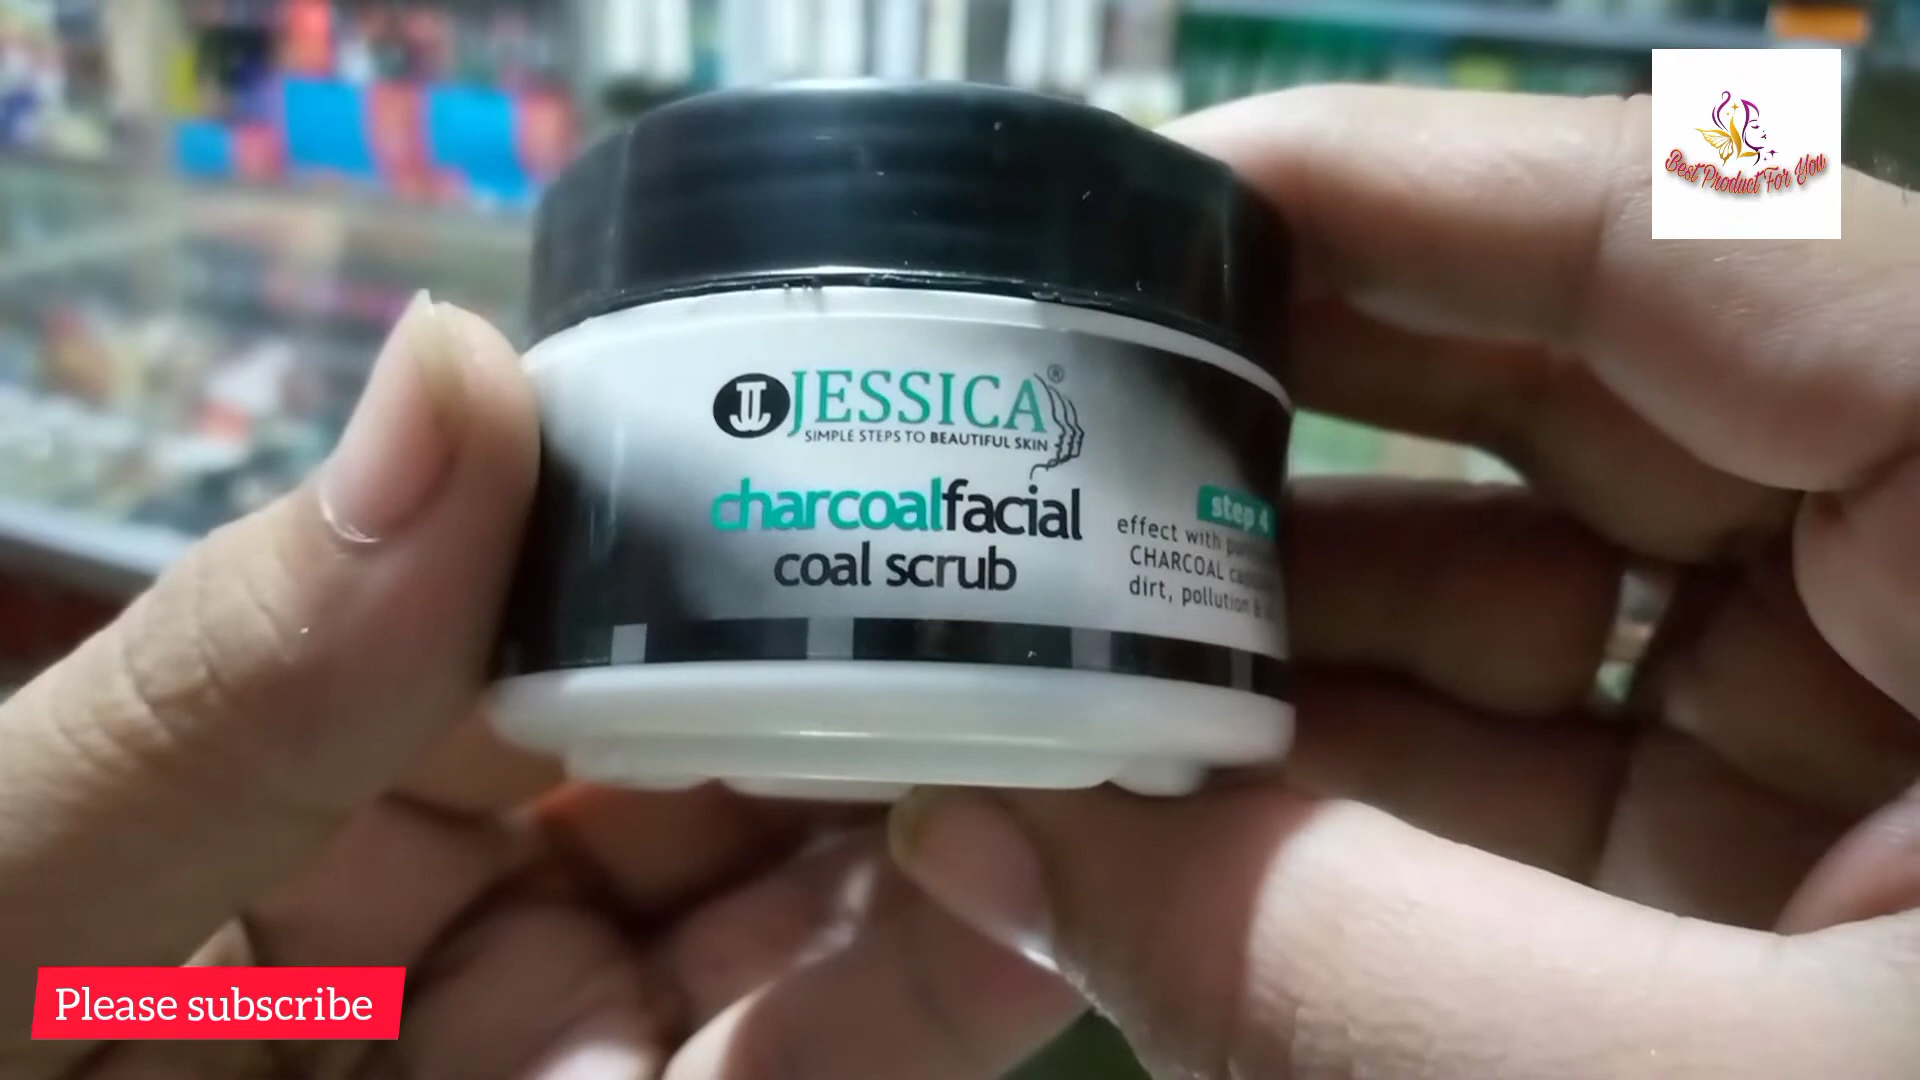 Best Product For You
JESSICA®
SIMPLE STEPS TO BEAUTIFUL SKIN
charcoalfacial
coal scrub
step 4
effect with
CHARCOAL
dirt, pollution &
Please subscribe